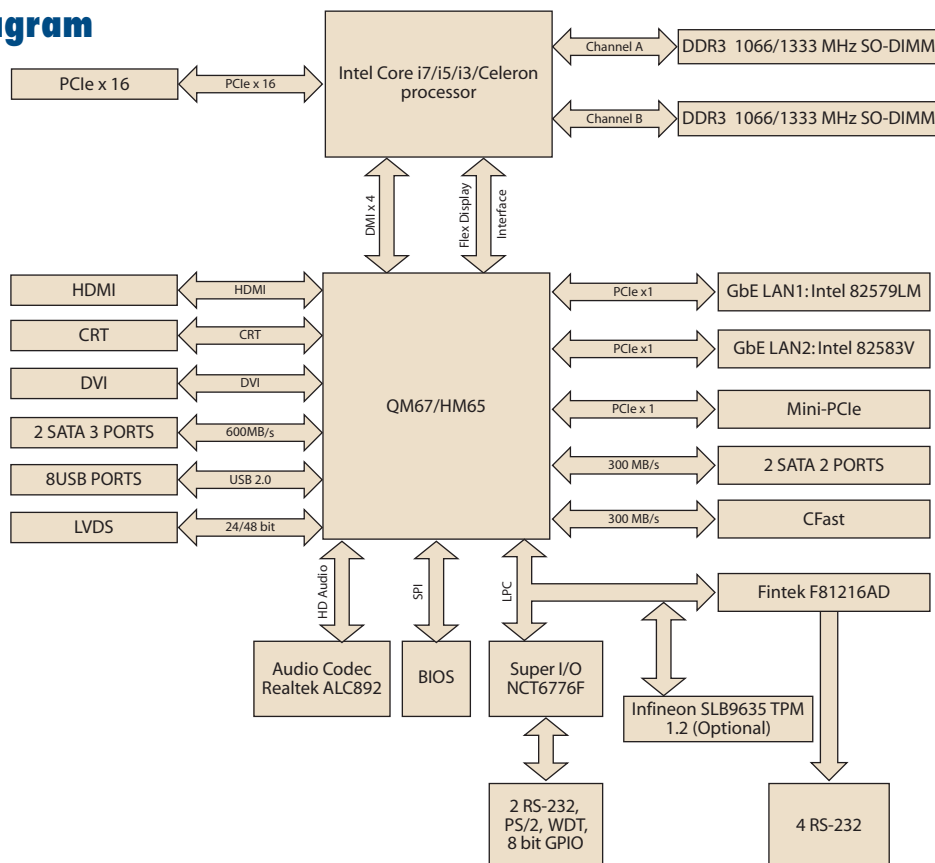 agram
Intel Core i7/i5/i3/Celeron
processor
PCIe x 16
PCIe x 16
Channel A
DDR3 1066/1333 MHz SO-DIMM
Channel B
DDR3 1066/1333 MHz SO-DIMM
DMI x 4
Flex Display
Interface
QM67/HM65
HDMI
HDMI
CRT
CRT
DVI
DVI
2 SATA 3 PORTS
600MB/s
8USB PORTS
USB 2.0
LVDS
24/48 bit
PCIe x1
GbE LAN1: Intel 82579LM
PCIe x1
GbE LAN2: Intel 82583V
PCIe x 1
Mini-PCIe
300 MB/s
2 SATA 2 PORTS
300 MB/s
CFast
HD Audio
SPI
LPC
Fintek F81216AD
Audio Codec
Realtek ALC892
BIOS
Super I/O
NCT6776F
Infineon SLB9635 TPM
1.2 (Optional)
2 RS-232,
PS/2, WDT,
8 bit GPIO
4 RS-232